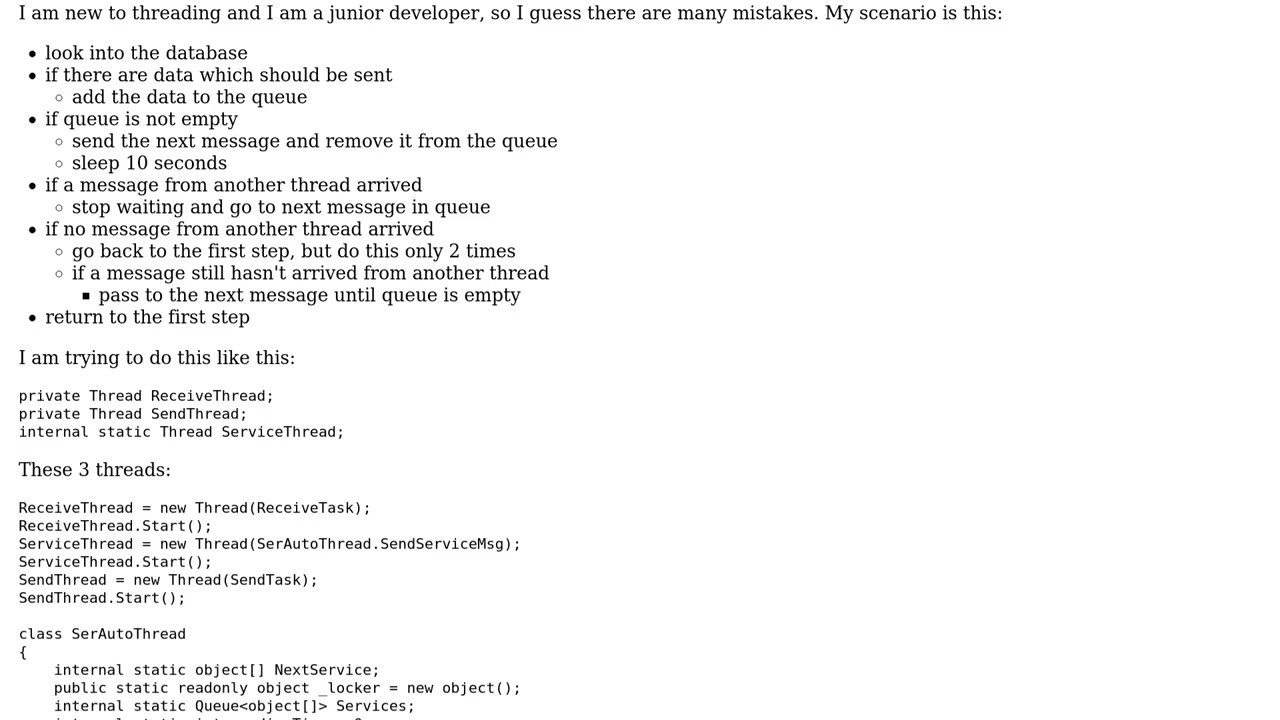 I am new to threading and I am a junior developer, so I guess there are many mistakes. My scenario is this:
look into the database
if there are data which should be sent
add the data to the queue
if queue is not empty
send the next message and remove it from the queue
sleep 10 seconds
if a message from another thread arrived
stop waiting and go to next message in queue
if no message from another thread arrived
go back to the first step, but do this only 2 times
if a message still hasn't arrived from another thread
pass to the next message until queue is empty
return to the first step
I am trying to do this like this:
private Thread ReceiveThread;
private Thread SendThread;
internal static Thread ServiceThread;
These 3 threads:
ReceiveThread = new Thread(ReceiveTask);
ReceiveThread.Start();
ServiceThread = new Thread(SerAutoThread.SendServiceMsg);
ServiceThread.Start();
SendThread = new Thread(SendTask);
SendThread.Start();
class SerAutoThread
{
internal static object[] NextService;
public static readonly object _locker = new object();
internal static Queue<object[]> Services;